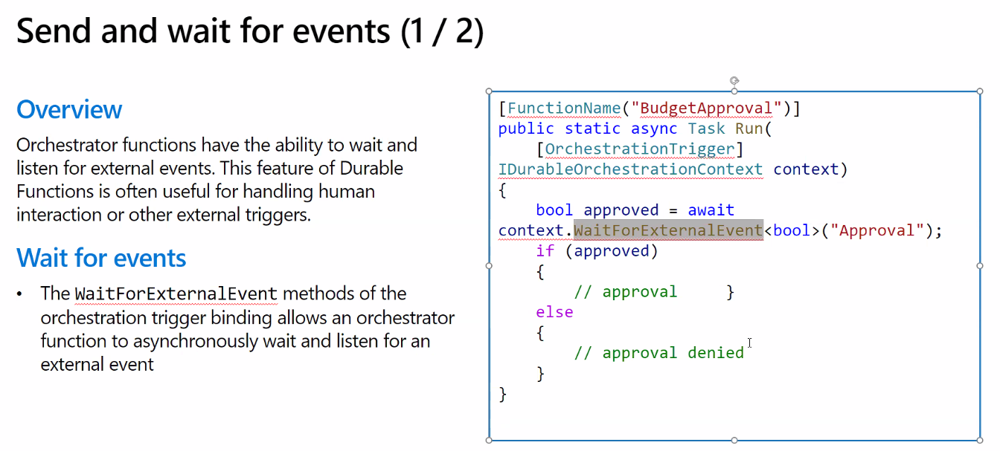 Send and wait for events (1 / 2)
Overview
Orchestrator functions have the ability to wait and
listen for external events. This feature of Durable
Functions is often useful for handling human
interaction or other external triggers.
Wait for events
• The WaitForExternalEvent methods of the
orchestration trigger binding allows an orchestrator
function to asynchronously wait and listen for an
external event
[FunctionName("BudgetApproval")]
public static async Task Run(
    [OrchestrationTrigger]
IDurableOrchestrationContext context)
{
    bool approved = await
context.WaitForExternalEvent<bool>("Approval");
    if (approved)
    {
        // approval     }
    else
    {
        // approval denied
    }
}